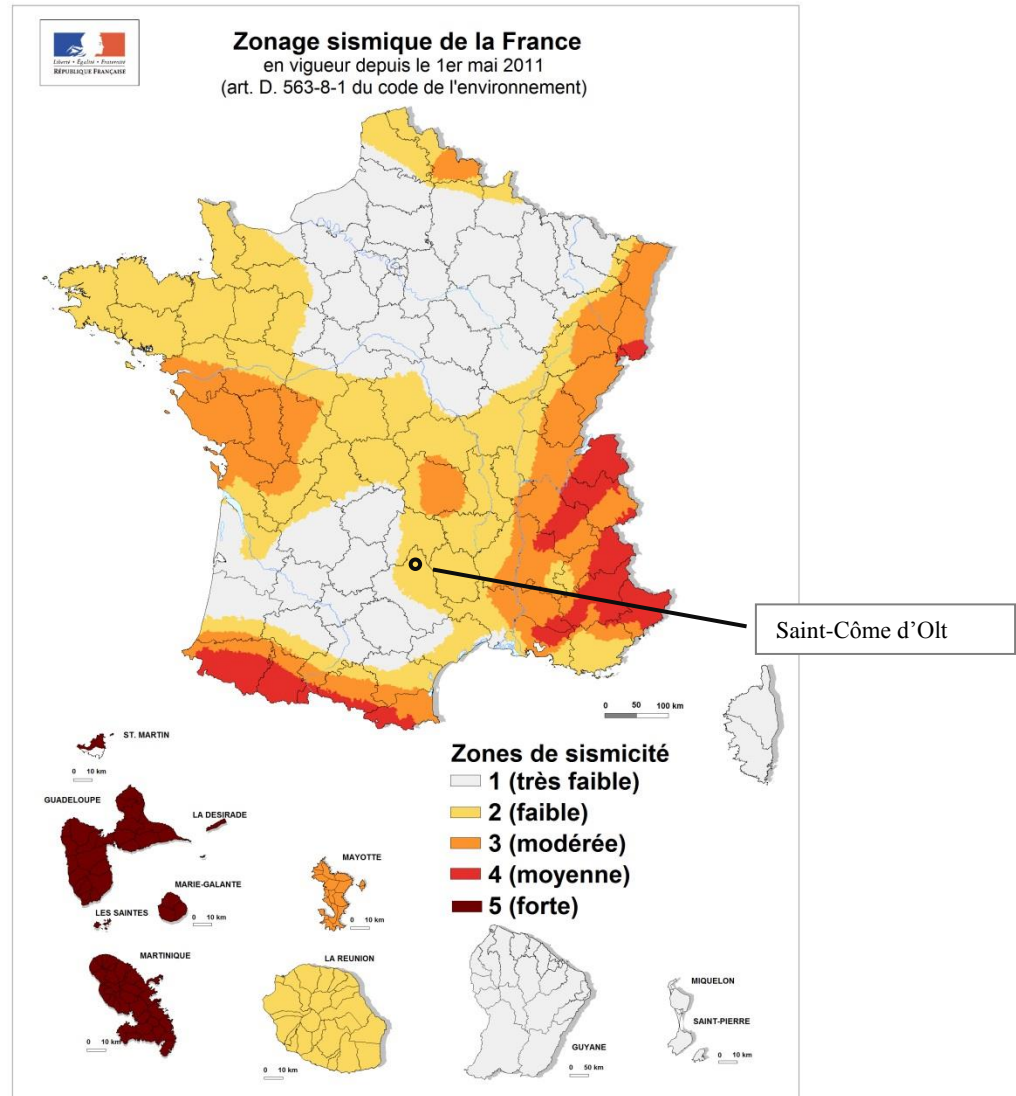 Liberté • Égalité • Fraternité
RÉPUBLIQUE FRANÇAISE
Zonage sismique de la France
en vigueur depuis le 1er mai 2011
(art. D. 563-8-1 du code de l'environnement)
Saint-Côme d’Olt
0 50 100 km
ST. MARTIN
0 10 km
GUADELOUPE
LA DESIRADE
MARIE-GALANTE
LES SAINTES
0 10 km
MAYOTTE
0 10 km
Zones de sismicité
1 (très faible)
2 (faible)
3 (modérée)
4 (moyenne)
5 (forte)
MARTINIQUE
0 10 km
LA REUNION
0 10 km
GUYANE
0 50 km
MIQUELON
SAINT-PIERRE
0 10 km